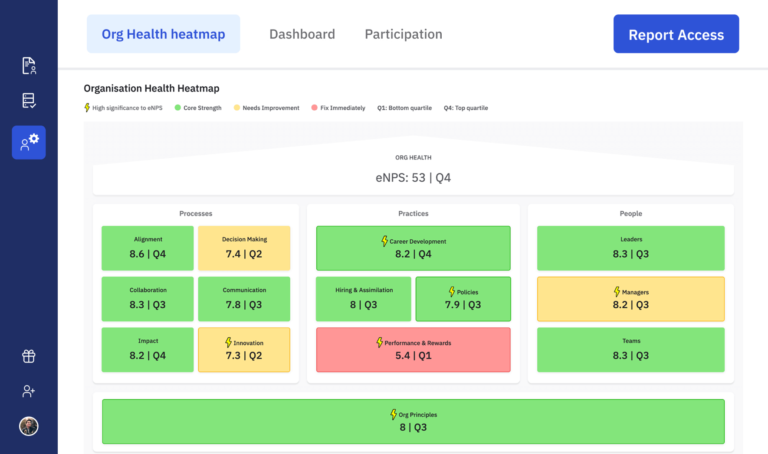 Org Health heatmap Dashboard Participation Report Access
Organisation Health Heatmap
High significance to eNPS Core Strength Needs Improvement Fix Immediately Q1: Bottom quartile Q4: Top quartile
ORG HEALTH
eNPS: 53 | Q4
Processes
Alignment
8.6 | Q4
Decision Making
7.4 | Q2
Collaboration
8.3 | Q3
Communication
7.8 | Q3
Impact
8.2 | Q4
Innovation
7.3 | Q2
Practices
Career Development
8.2 | Q4
Hiring & Assimilation
8 | Q3
Policies
7.9 | Q3
Performance & Rewards
5.4 | Q1
People
Leaders
8.3 | Q3
Managers
8.2 | Q3
Teams
8.3 | Q3
Org Principles
8 | Q3